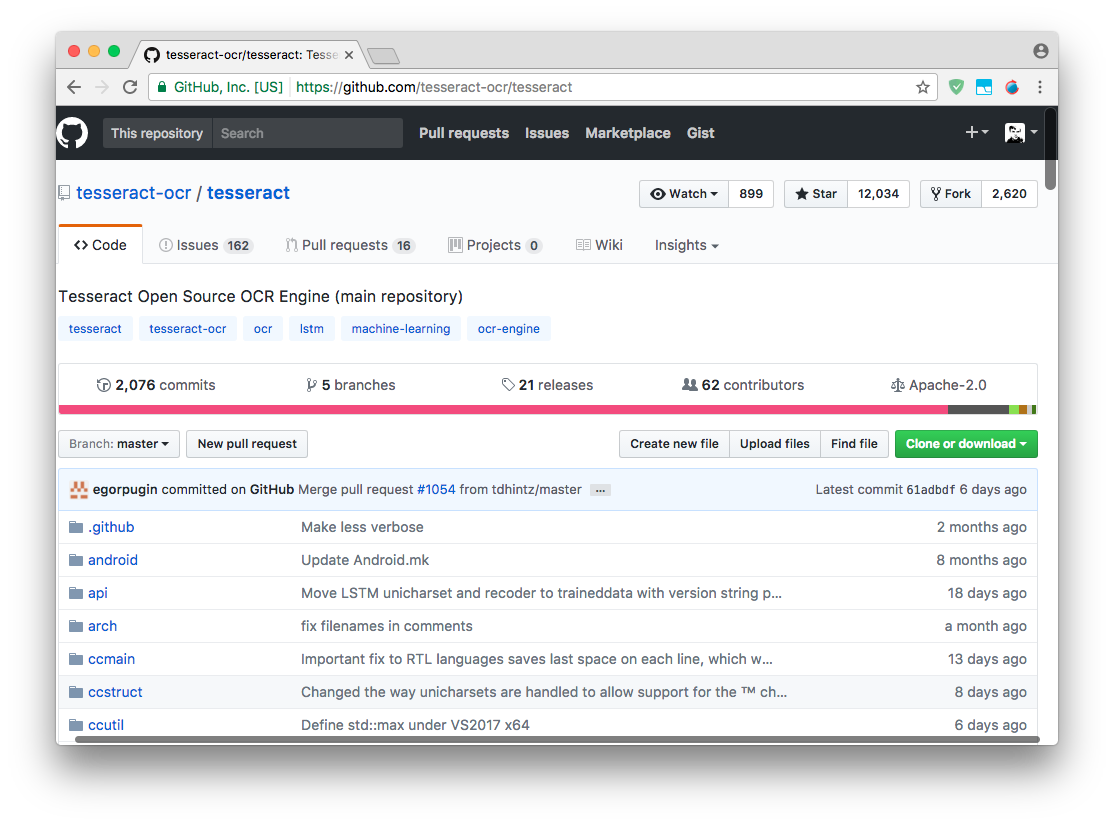 tesseract-ocr/tesseract: Tesse
GitHub, Inc. [US] https://github.com/tesseract-ocr/tesseract
This repository Search Pull requests Issues Marketplace Gist
tesseract-ocr / tesseract Watch 899 Star 12,034 Fork 2,620
Code Issues 162 Pull requests 16 Projects 0 Wiki Insights
Tesseract Open Source OCR Engine (main repository)
tesseract tesseract-ocr ocr lstm machine-learning ocr-engine
2,076 commits 5 branches 21 releases 62 contributors Apache-2.0
Branch: master New pull request Create new file Upload files Find file Clone or download
egorpugin committed on GitHub Merge pull request #1054 from tdhintz/master ... Latest commit 61adbdf 6 days ago
.github Make less verbose 2 months ago
android Update Android.mk 8 months ago
api Move LSTM unicharset and recoder to traineddata with version string p... 18 days ago
arch fix filenames in comments a month ago
ccmain Important fix to RTL languages saves last space on each line, which w... 13 days ago
ccstruct Changed the way unicharsets are handled to allow support for the ™ ch... 8 days ago
ccutil Define std::max under VS2017 x64 6 days ago